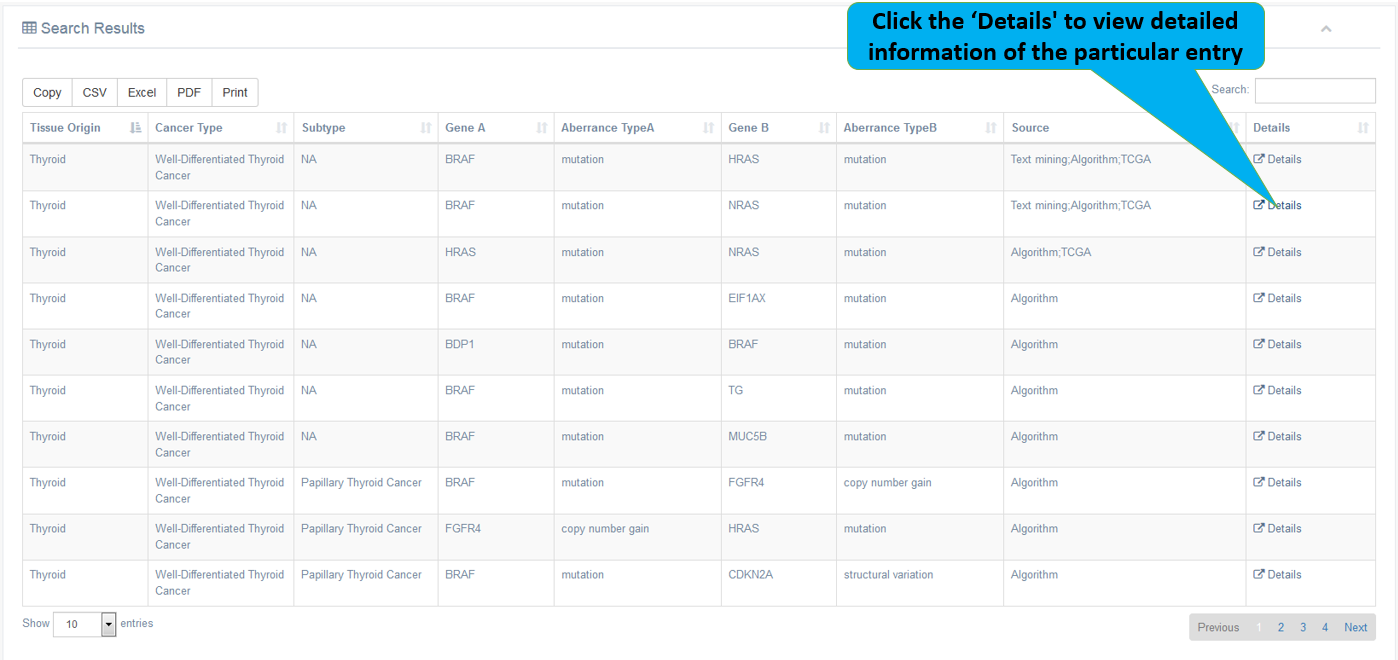 Click the ‘Details' to view detailed
information of the particular entry
Search Results
Copy CSV Excel PDF Print
Search:
Tissue Origin Cancer Type Subtype Gene A Aberrance TypeA Gene B Aberrance TypeB Source Details
Thyroid Well-Differentiated Thyroid NA BRAF mutation HRAS mutation Text mining;Algorithm;TCGA Details
Cancer
Thyroid Well-Differentiated Thyroid NA BRAF mutation NRAS mutation Text mining;Algorithm;TCGA Details
Cancer
Thyroid Well-Differentiated Thyroid NA HRAS mutation NRAS mutation Algorithm;TCGA Details
Cancer
Thyroid Well-Differentiated Thyroid NA BRAF mutation EIF1AX mutation Algorithm Details
Cancer
Thyroid Well-Differentiated Thyroid NA BDP1 mutation BRAF mutation Algorithm Details
Cancer
Thyroid Well-Differentiated Thyroid NA BRAF mutation TG mutation Algorithm Details
Cancer
Thyroid Well-Differentiated Thyroid NA BRAF mutation MUC5B mutation Algorithm Details
Cancer
Thyroid Well-Differentiated Thyroid Papillary Thyroid Cancer BRAF mutation FGFR4 copy number gain Algorithm Details
Cancer
Thyroid Well-Differentiated Thyroid Papillary Thyroid Cancer FGFR4 copy number gain HRAS mutation Algorithm Details
Cancer
Thyroid Well-Differentiated Thyroid Papillary Thyroid Cancer BRAF mutation CDKN2A structural variation Algorithm Details
Cancer
Show 10 entries
Previous 1 2 3 4 Next